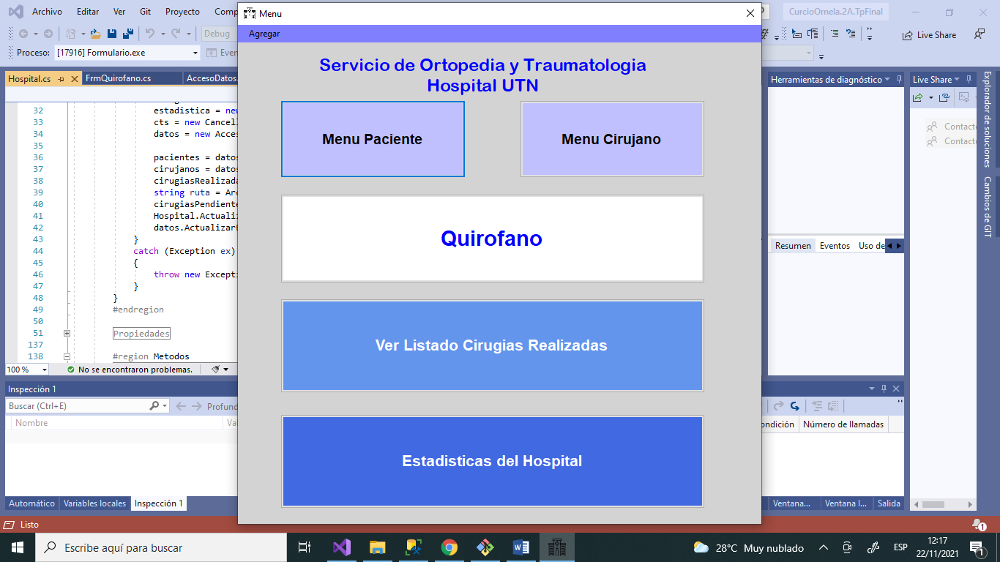 Archivo Editar Ver Git Proyecto
Menu
CurcioOrnela.2A.TpFinal
Agregar
Debug
Live Share
Proceso: [17916] Formulario.exe
Hospital.cs FrmQuirofano.cs AccesoDatos.
Servicio de Ortopedia y Traumatologia
Hospital UTN
Menu Paciente Menu Cirujano
Quirofano
Ver Listado Cirugias Realizadas
Estadisticas del Hospital
Herramientas de diagnóstico
Live Share
Explorador de soluciones
Cambios de GIT
Resumen Eventos Uso de
32 estadistica = new
33 cts = new Cancell
34 datos = new Acces
35
36 pacientes = datos
37 cirujanos = datos
38 cirugiasRealizada
39 string ruta = Arc
40 cirugiasPendiente
41 Hospital.Actualiz
42 datos.ActualizarE
43 }
44 catch (Exception ex)
45 {
46 throw new Excepti
47 }
48 }
49 #endregion
50
51 Propiedades
137
138 #region Metodos
100 % No se encontraron problemas.
Inspección 1
Buscar (Ctrl+E) Profund
Nombre Val
ondición Número de llamadas
Automático Variables locales Inspección 1
Ventana... Ventana I... Salida
Listo
1
Escribe aquí para buscar
28°C Muy nublado
ESP
12:17
22/11/2021
1